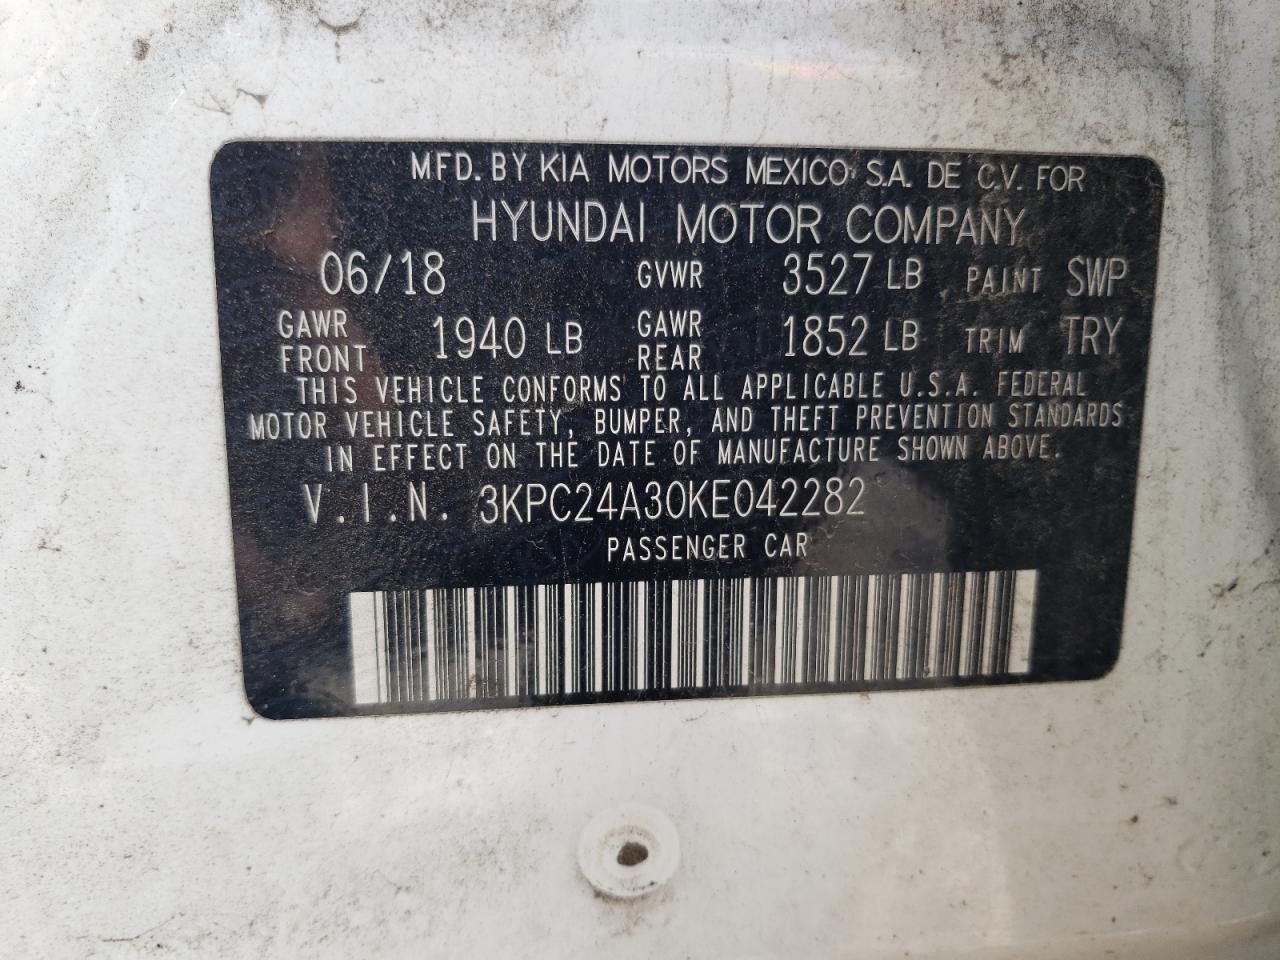 MFD. BY KIA MOTORS MEXICO S.A. DE C.V. FOR
HYUNDAI MOTOR COMPANY
06/18 GVWR 3527 LB PAINT SWP
GAWR FRONT 1940 LB GAWR REAR 1852 LB TRIM TRY
THIS VEHICLE CONFORMS TO ALL APPLICABLE U.S.A. FEDERAL
MOTOR VEHICLE SAFETY, BUMPER, AND THEFT PREVENTION STANDARDS
IN EFFECT ON THE DATE OF MANUFACTURE SHOWN ABOVE.
V.I.N. 3KPC24A30KE042282
PASSENGER CAR